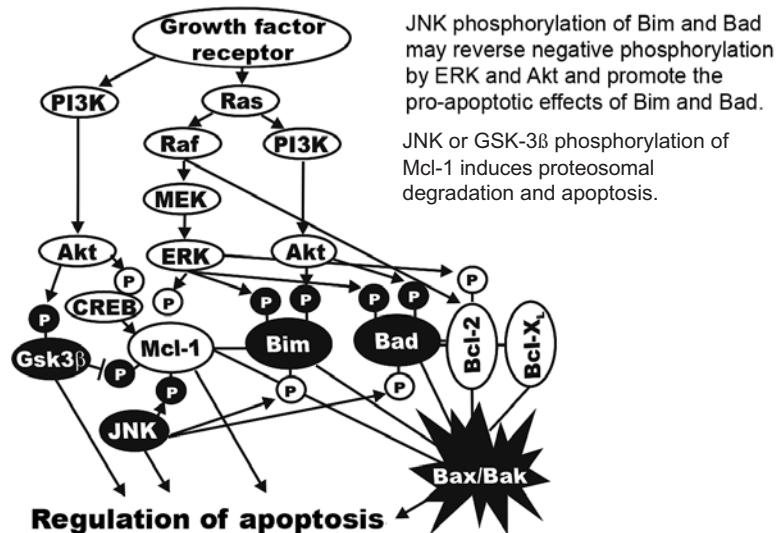 Growth factor
receptor
JNK phosphorylation of Bim and Bad
may reverse negative phosphorylation
by ERK and Akt and promote the
pro-apoptotic effects of Bim and Bad.
JNK or GSK-3ß phosphorylation of
Mcl-1 induces proteosomal
degradation and apoptosis.
PI3K
Ras
Raf
PI3K
MEK
Akt
ERK
Akt
P
P
P
CREB
P
P
P
P
P
Mcl-1
Bim
Bad
Bcl-2
Bcl-XL
Gsk3β
P
P
P
P
JNK
Bax/Bak
Regulation of apoptosis